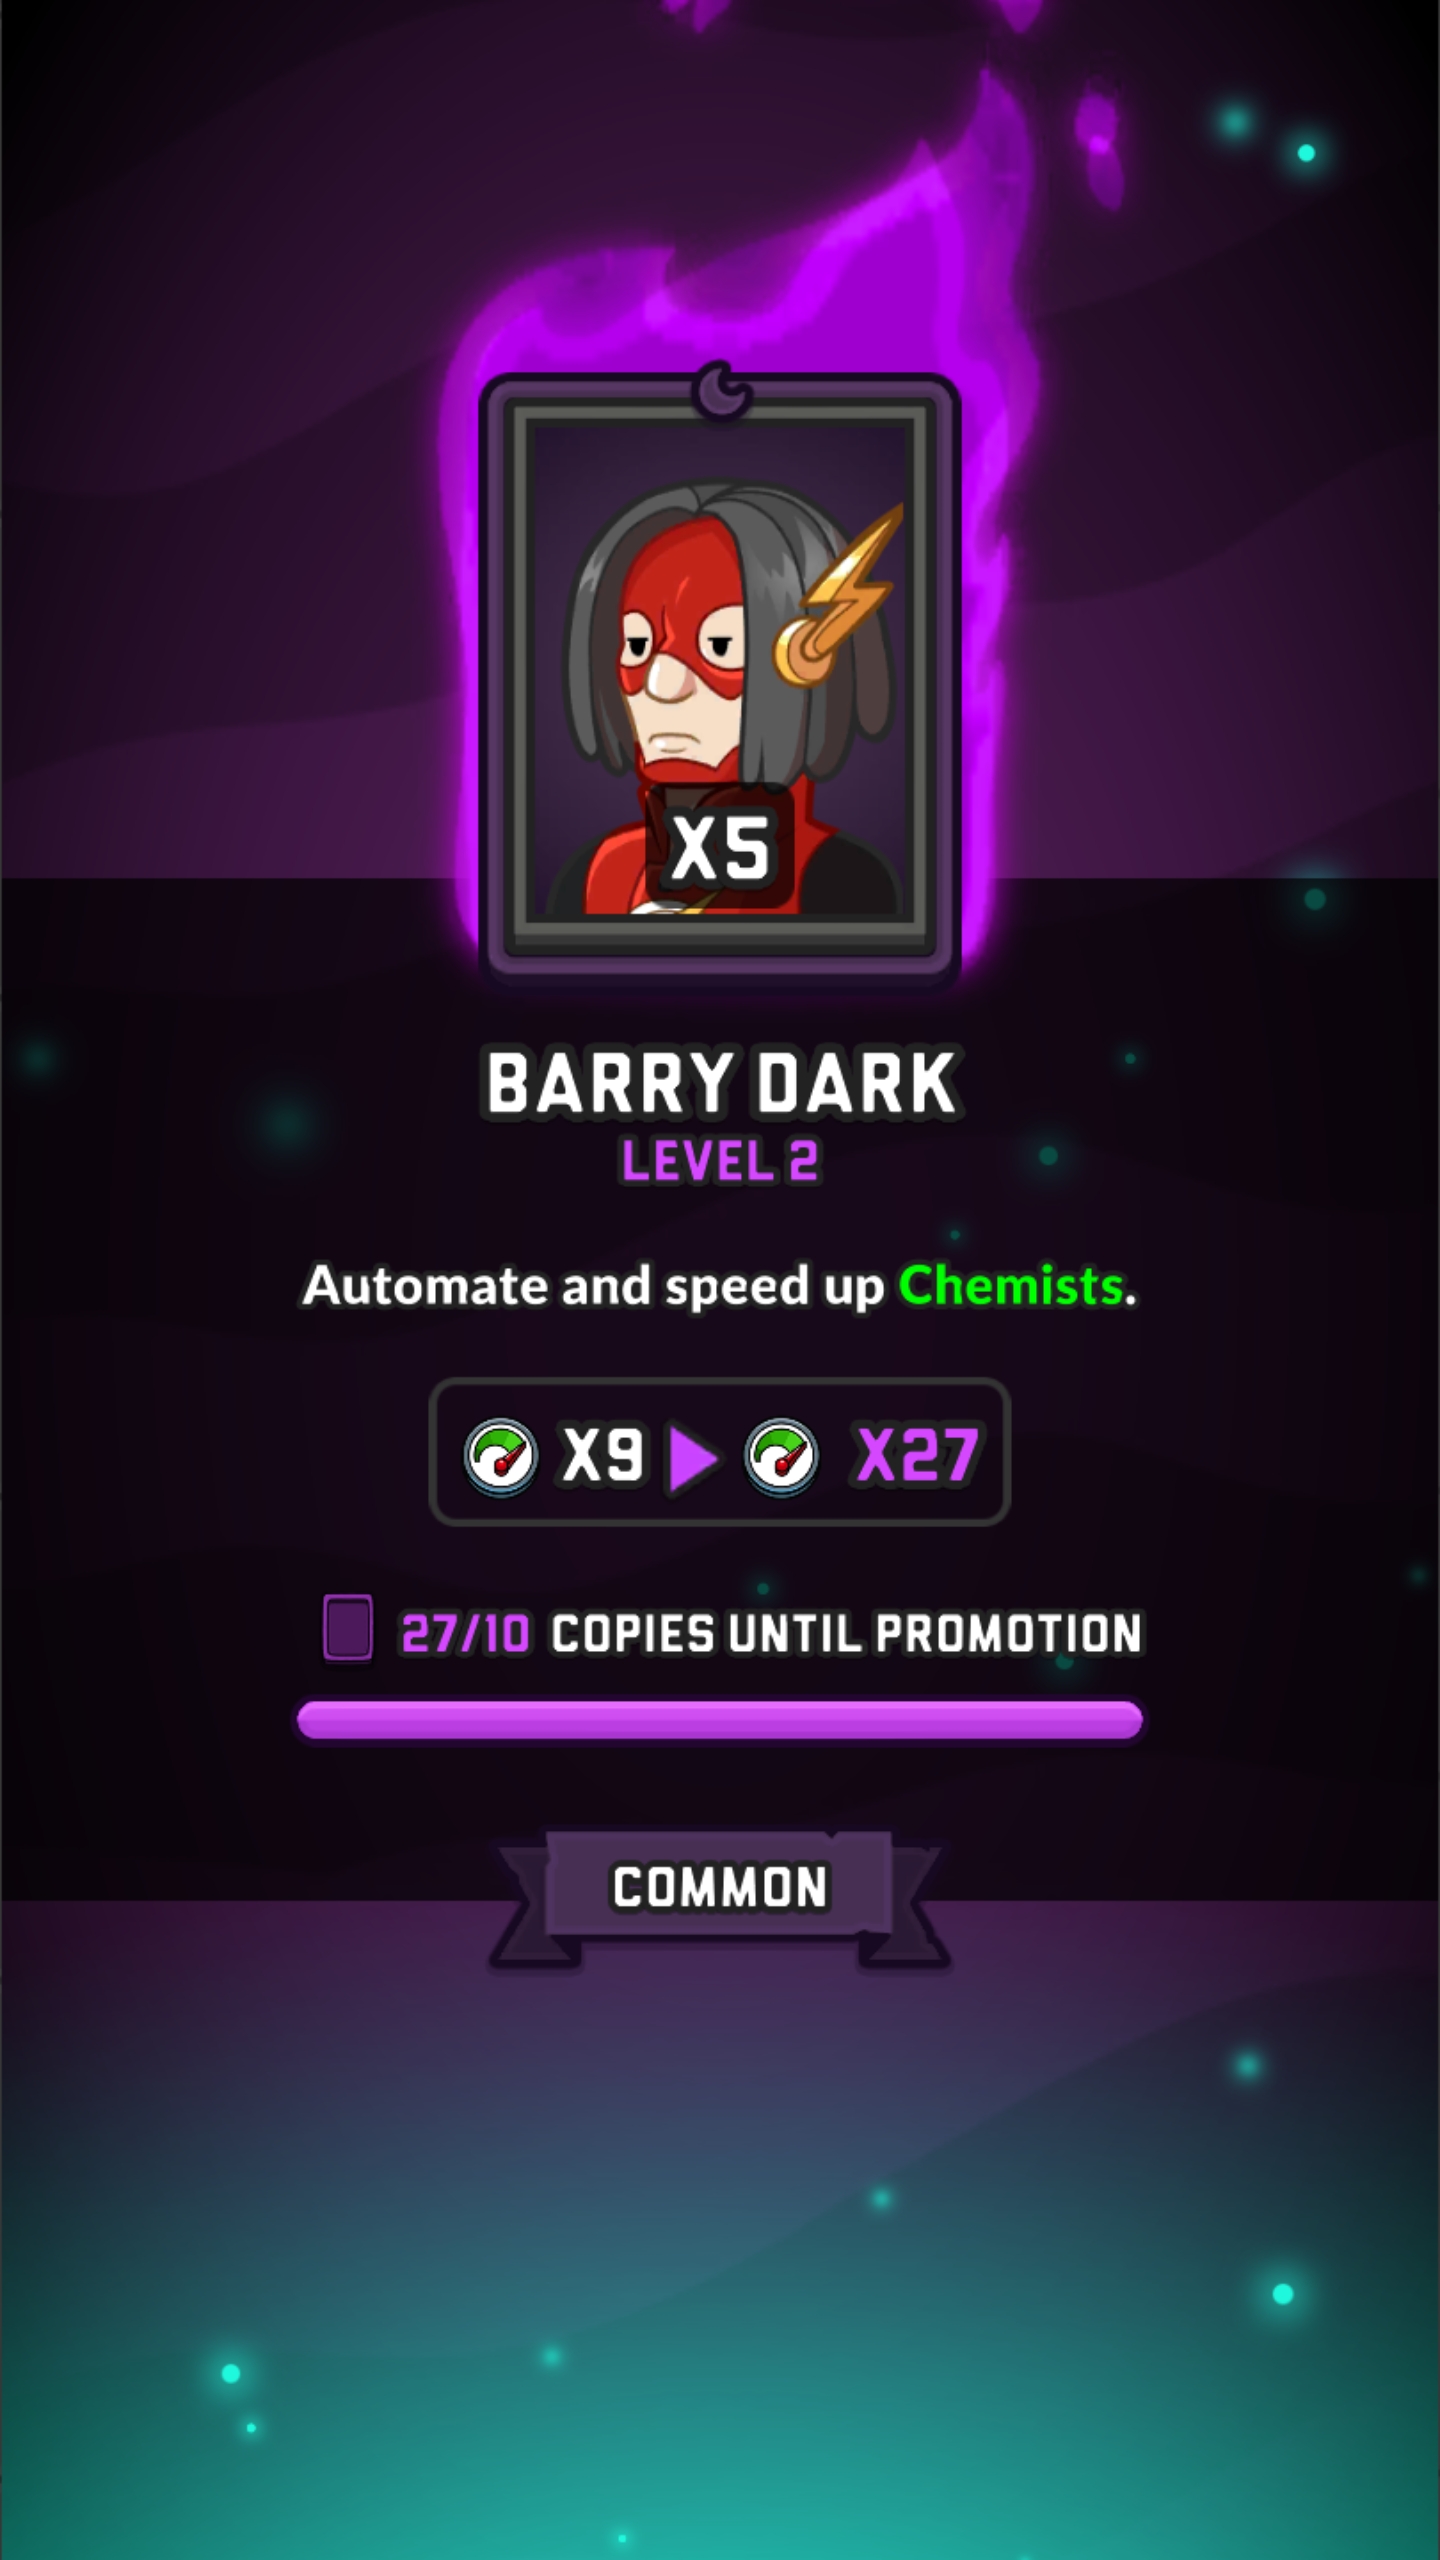 X5
BARRY DARK
LEVEL 2
Automate and speed up Chemists.
X9 X27
27/10 COPIES UNTIL PROMOTION
COMMON